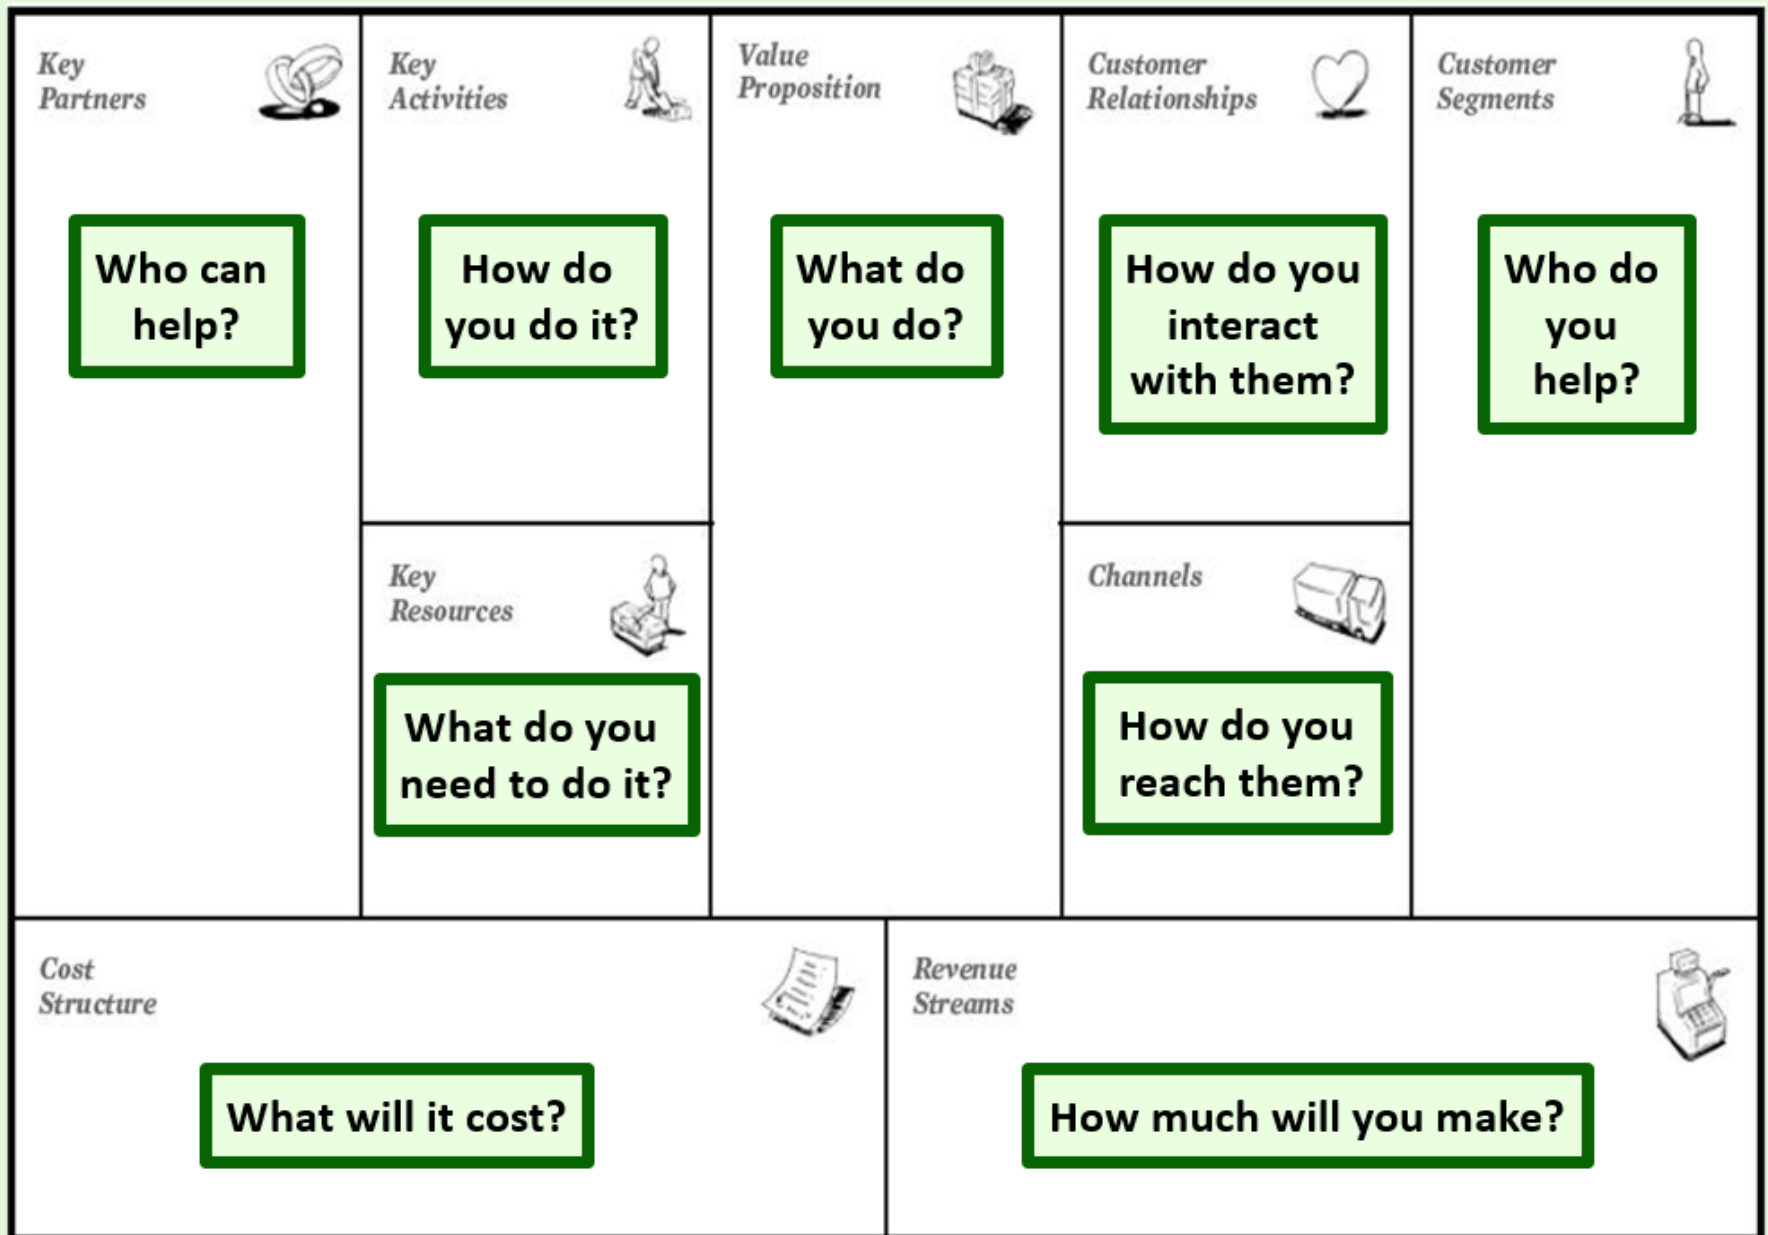 Key
Partners
Who can
help?
Key
Activities
How do
you do it?
Key
Resources
What do you
need to do it?
Value
Proposition
What do
you do?
Customer
Relationships
How do you
interact
with them?
Channels
How do you
reach them?
Customer
Segments
Who do
you
help?
Cost
Structure
What will it cost?
Revenue
Streams
How much will you make?